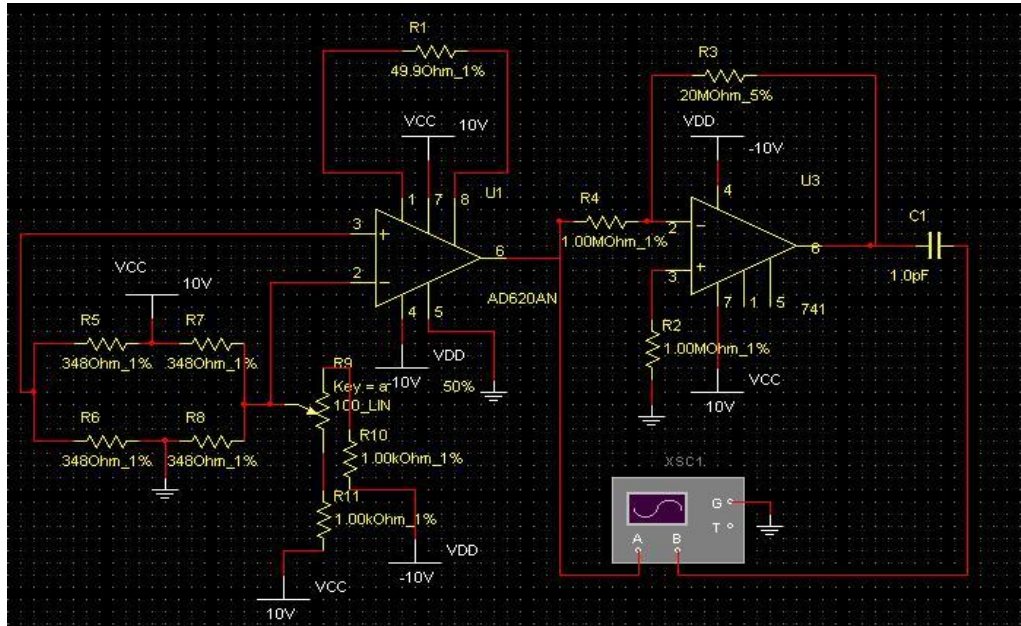 R1
49.9Ohm_1%
VCC 10V
1 7 8
U1
3
2
6
4 5
AD620AN
VDD
-10V
R3
20MOhm_5%
VDD
-10V
4
U3
R4
1.00MOhm_1%
2
3
6
7 1 5
741
C1
1.0pF
R2
1.00MOhm_1%
VCC
10V
VCC
10V
R5 R7
348Ohm_1% 348Ohm_1%
R6 R8
348Ohm_1% 348Ohm_1%
R9
Key = a
50%
100_LIN
R10
1.00kOhm_1%
R11
1.00kOhm_1%
VDD
-10V
VCC
10V
XSC1
G
T
A B